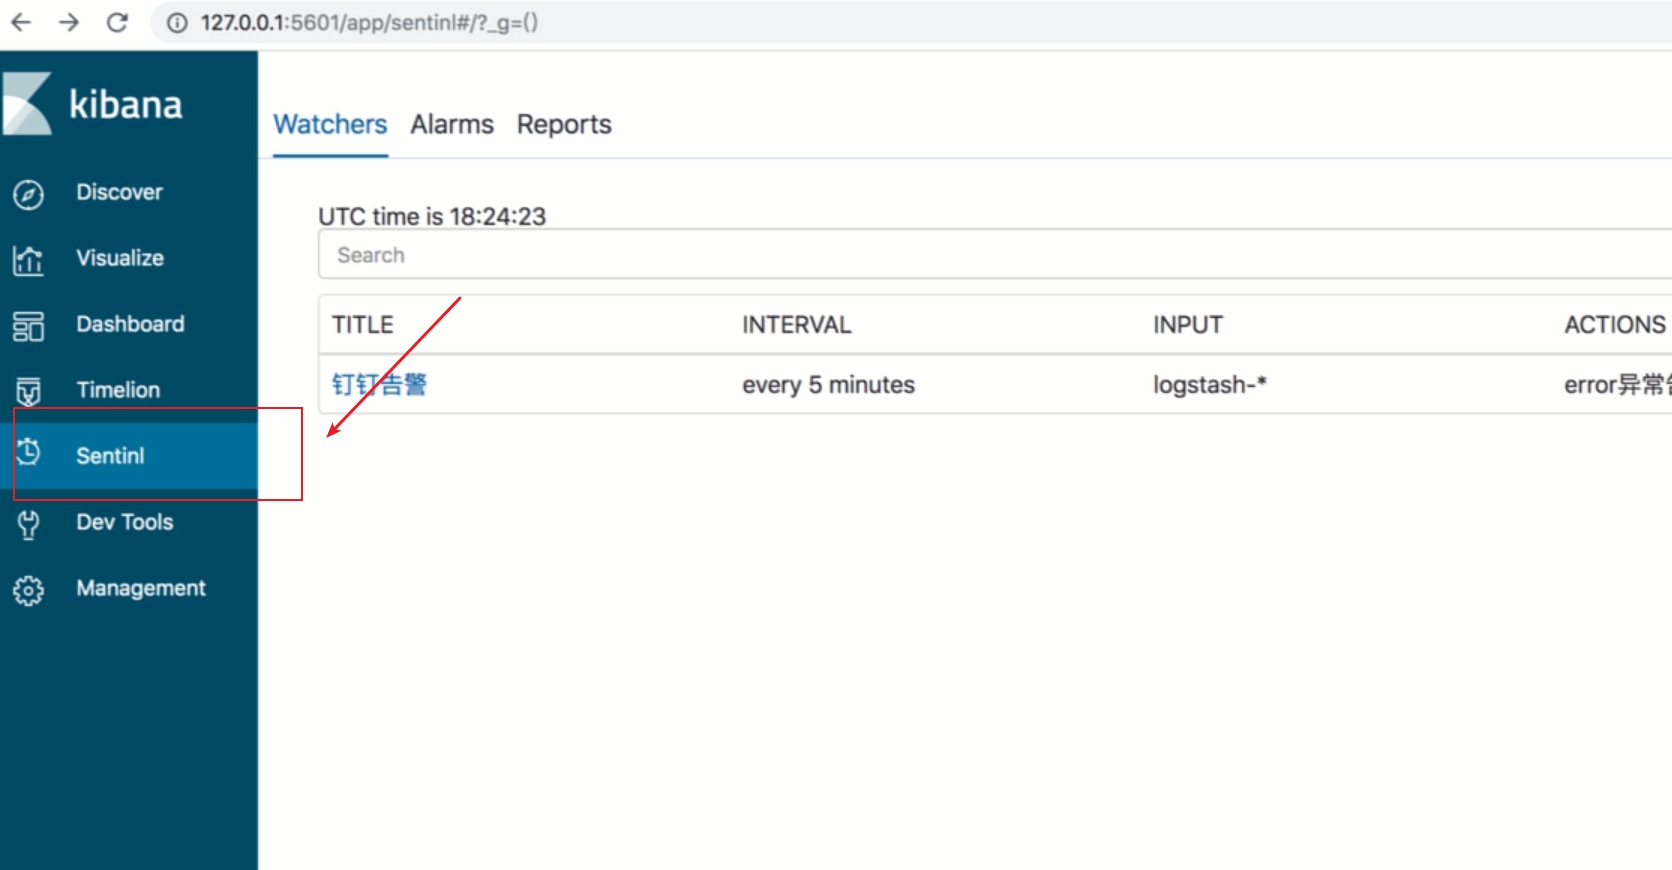 127.0.0.1:5601/app/sentinl#/?_g=()
kibana
Discover
Visualize
Dashboard
Timelion
Sentinl
Dev Tools
Management
Watchers Alarms Reports
UTC time is 18:24:23
Search
TITLE INTERVAL INPUT ACTIONS
钉钉告警 every 5 minutes logstash-* error异常